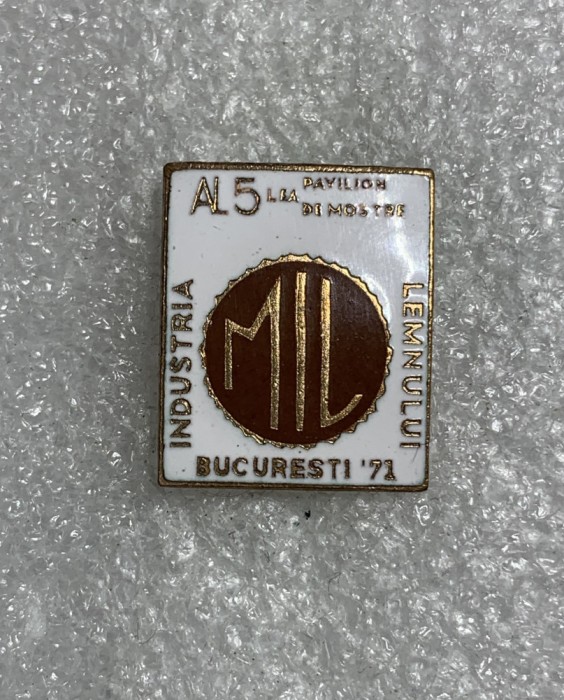 AL 5 LEA PAVILION
DE MOSTRE
INDUSTRIA
MIL
LEMNULUI
BUCURESTI '71